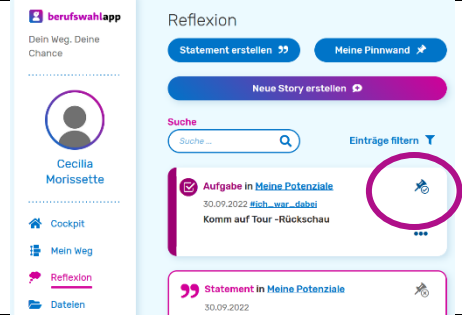 berufswahlapp
Dein Weg. Deine
Chance
Cecilia
Morissette
Cockpit
Mein Weg
Reflexion
Dateien
Reflexion
Statement erstellen
Meine Pinnwand
Neue Story erstellen
Suche
Suche ...
Einträge filtern
Aufgabe in Meine Potenziale
30.09.2022 #ich_war_dabei
Komm auf Tour -Rückschau
Statement in Meine Potenziale
30.09.2022